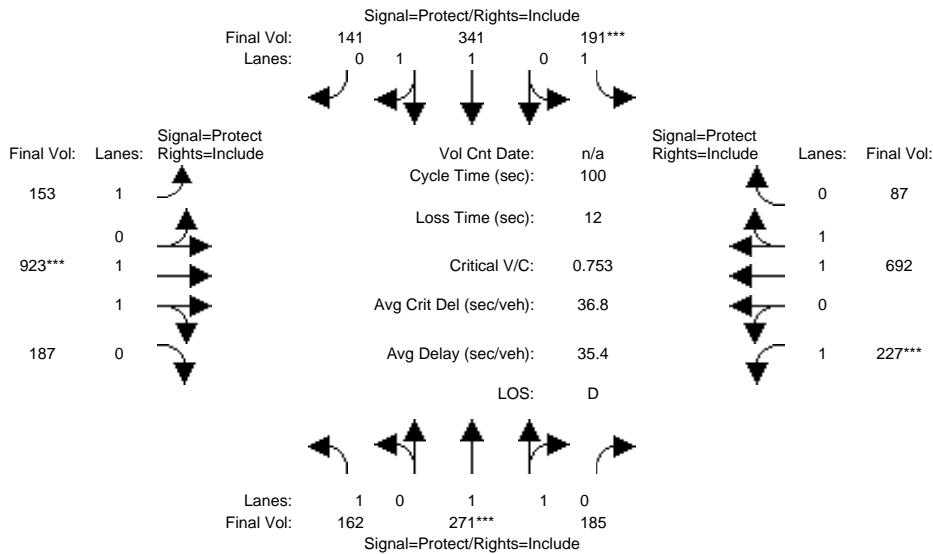 Signal=Protect/Rights=Include
Final Vol: 141 341 191***
Lanes: 0 1 1 0 1
Signal=Protect Signal=Protect
Final Vol: Lanes: Rights=Include Vol Cnt Date: n/a Rights=Include Lanes: Final Vol:
Cycle Time (sec): 100
153 1 0 87
Loss Time (sec): 12
0 1
923*** 1 Critical V/C: 0.753 1 692
1 Avg Crit Del (sec/veh): 36.8 0
187 0 Avg Delay (sec/veh): 35.4 1 227***
LOS: D
Lanes: 1 0 1 1 0
Final Vol: 162 271*** 185
Signal=Protect/Rights=Include